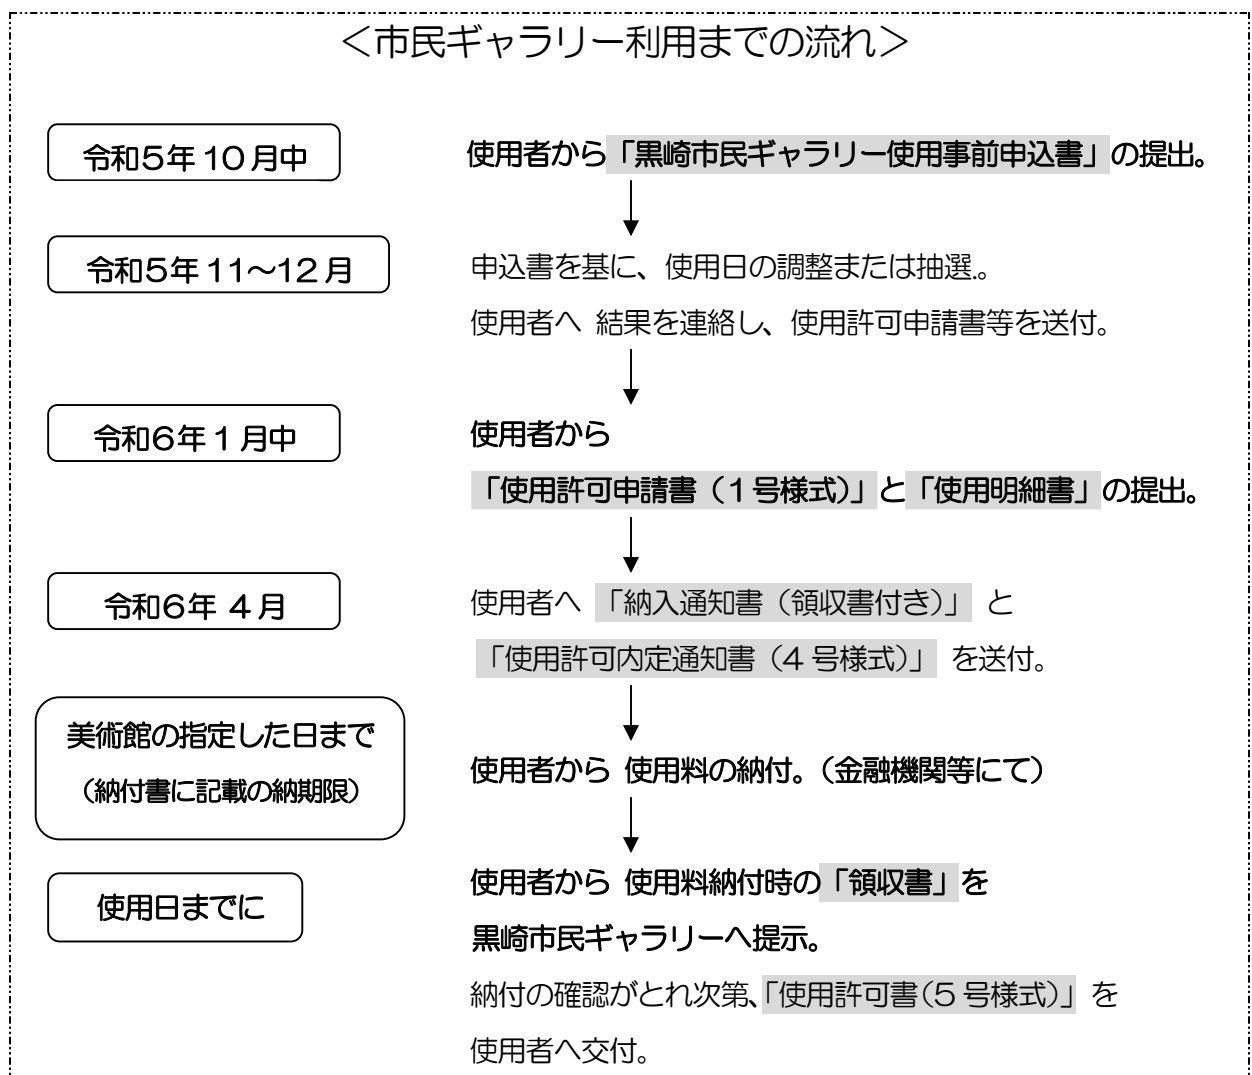 ＜市民ギャラリー利用までの流れ＞
令和5年10月中
使用者から「黒崎市民ギャラリー使用事前申込書」の提出。
令和5年11～12月
申込書を基に、使用日の調整または抽選.。
使用者へ 結果を連絡し、使用許可申請書等を送付。
令和6年1月中
使用者から
「使用許可申請書（1号様式）」と「使用明細書」の提出。
令和6年 4月
使用者へ 「納入通知書（領収書付き）」 と
「使用許可内定通知書（4号様式）」 を送付。
美術館の指定した日まで
（納付書に記載の納期限）
使用者から 使用料の納付。（金融機関等にて）
使用日までに
使用者から 使用料納付時の「領収書」を
黒崎市民ギャラリーへ提示。
納付の確認がとれ次第、「使用許可書（5号様式）」 を
使用者へ交付。